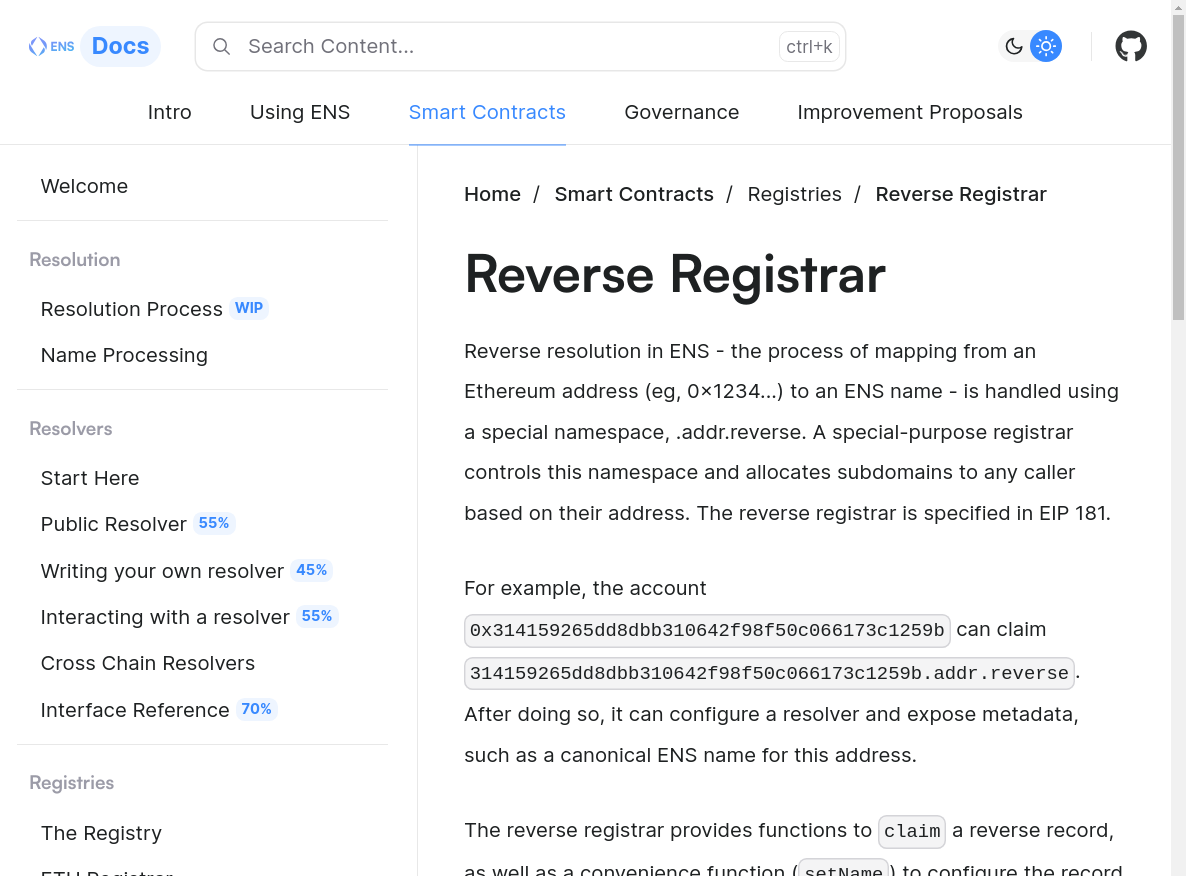 ENS Docs
Search Content...
ctrl+k
Intro
Using ENS
Smart Contracts
Governance
Improvement Proposals
Welcome
Resolution
Resolution Process WIP
Name Processing
Resolvers
Start Here
Public Resolver 55%
Writing your own resolver 45%
Interacting with a resolver 55%
Cross Chain Resolvers
Interface Reference 70%
Registries
The Registry
ETH Registrar
Home / Smart Contracts / Registries / Reverse Registrar
Reverse Registrar
Reverse resolution in ENS - the process of mapping from an
Ethereum address (eg, 0x1234...) to an ENS name - is handled using
a special namespace, .addr.reverse. A special-purpose registrar
controls this namespace and allocates subdomains to any caller
based on their address. The reverse registrar is specified in EIP 181.
For example, the account
0x314159265dd8dbb310642f98f50c066173c1259b can claim
314159265dd8dbb310642f98f50c066173c1259b.addr.reverse.
After doing so, it can configure a resolver and expose metadata,
such as a canonical ENS name for this address.
The reverse registrar provides functions to claim a reverse record,
as well as a convenience function (setName) to configure the record